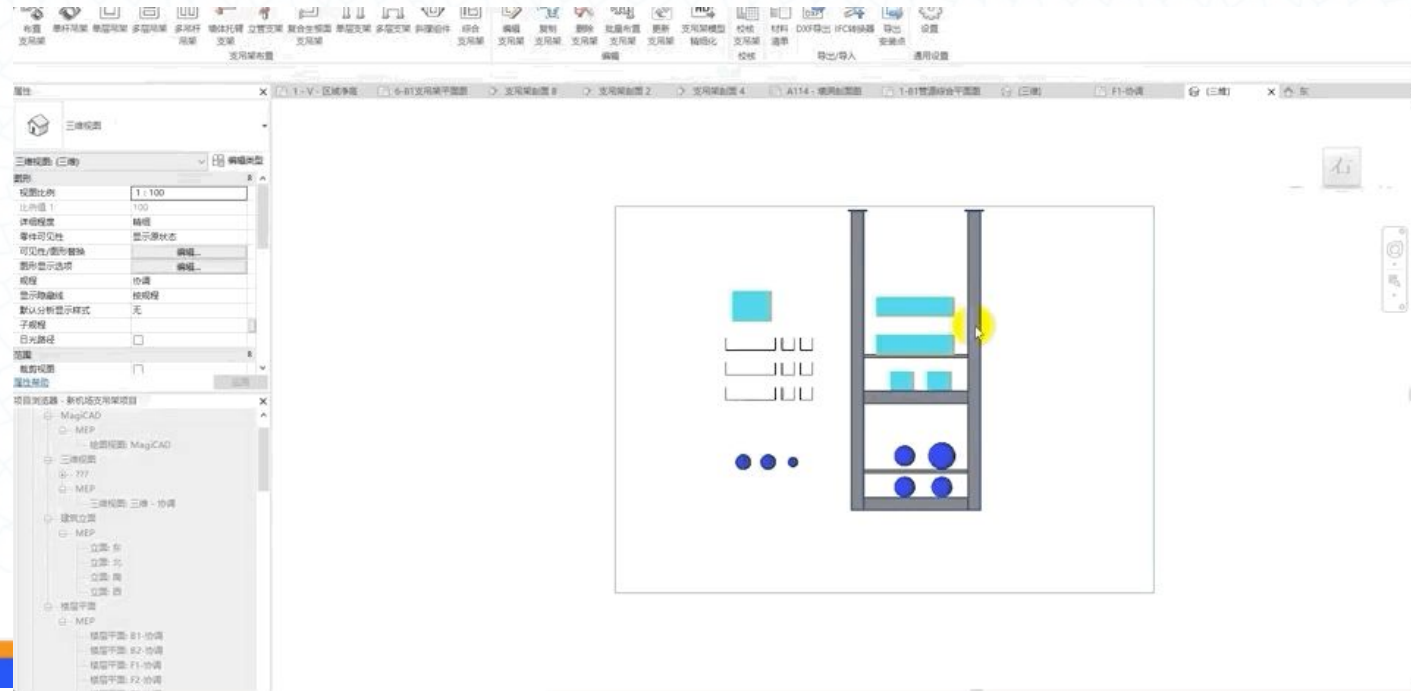 布置 单杆吊架 单层吊架 多层吊架 多吊杆 墙体托臂 立管支架 复合生根面 单层支架 多层支架 斜撑组件 综合 编辑 复制 删除 批量布置 更新 支吊架模型 校核 材料 DXF导出 IFC转换器 导出 设置
支吊架 吊架 支架 支吊架 支吊架 支吊架 支吊架 支吊架 支吊架 支吊架 精细化 支吊架 清单 安装点
支吊架布置 编辑 校核 导出/导入 通用设置
属性 X 1 - V - 区域净高 6-B1支吊架平面图 支吊架剖面 8 支吊架剖面 2 支吊架剖面 4 1-B1管源综合平面图 {三维} F1-协调 {三维} X 东
三维视图
三维视图: {三维} 编辑类型
图形
视图比例 1 : 100
比例值 1: 100
详细程度 精细
零件可见性 显示原状态
可见性/图形替换 编辑...
图形显示选项 编辑...
规程 协调
显示隐藏线 按规程
默认分析显示样式 无
子规程
日光路径
范围
裁剪视图
属性帮助 应用
项目浏览器 - 新机场支吊架项目 X
MagiCAD
MEP
绘图视图: MagiCAD
三维视图
???
MEP
三维视图: 三维 - 协调
建筑立面
MEP
立面: 东
立面: 北
立面: 南
立面: 西
楼层平面
MEP
楼层平面: B1-协调
楼层平面: B2-协调
楼层平面: F1-协调
楼层平面: F2-协调
右